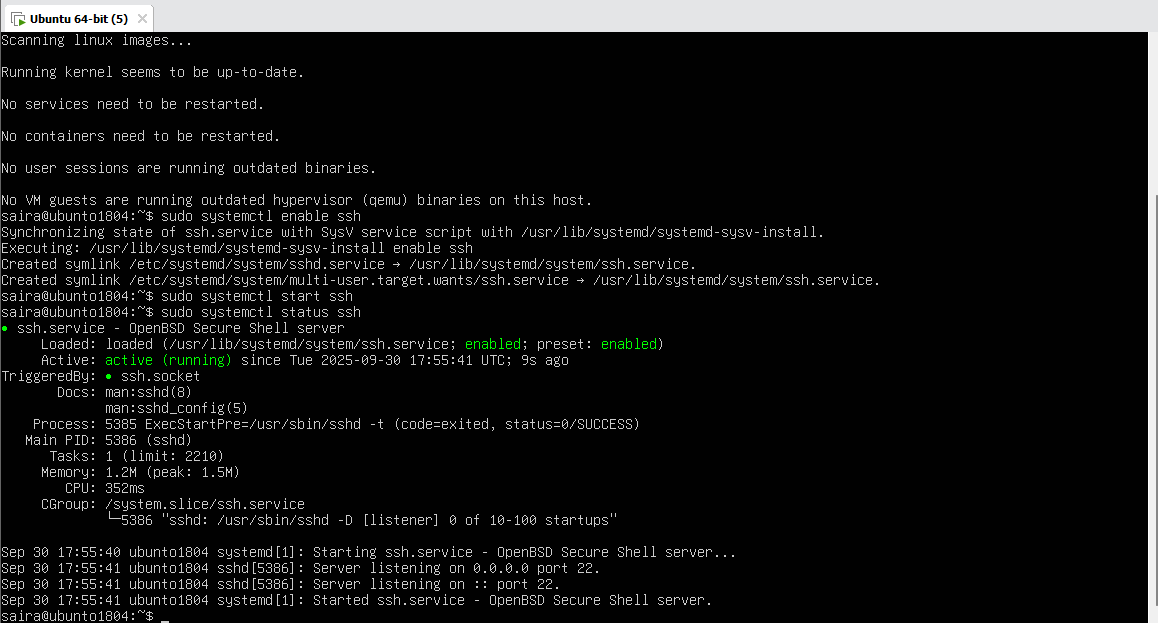 Ubuntu 64-bit (5)
Scanning linux images...
Running kernel seems to be up-to-date.
No services need to be restarted.
No containers need to be restarted.
No user sessions are running outdated binaries.
No VM guests are running outdated hypervisor (qemu) binaries on this host.
saira@ubunto1804:~$ sudo systemctl enable ssh
Synchronizing state of ssh.service with SysV service script with /usr/lib/systemd/systemd-sysv-install.
Executing: /usr/lib/systemd/systemd-sysv-install enable ssh
Created symlink /etc/systemd/system/sshd.service → /usr/lib/systemd/system/ssh.service.
Created symlink /etc/systemd/system/multi-user.target.wants/ssh.service → /usr/lib/systemd/system/ssh.service.
saira@ubunto1804:~$ sudo systemctl start ssh
saira@ubunto1804:~$ sudo systemctl status ssh
● ssh.service - OpenBSD Secure Shell server
Loaded: loaded (/usr/lib/systemd/system/ssh.service; enabled; preset: enabled)
Active: active (running) since Tue 2025-09-30 17:55:41 UTC; 9s ago
TriggeredBy: ● ssh.socket
Docs: man:sshd(8)
man:sshd_config(5)
Process: 5385 ExecStartPre=/usr/sbin/sshd -t (code=exited, status=0/SUCCESS)
Main PID: 5386 (sshd)
Tasks: 1 (limit: 2210)
Memory: 1.2M (peak: 1.5M)
CPU: 352ms
CGroup: /system.slice/ssh.service
└─5386 "sshd: /usr/sbin/sshd -D [listener] 0 of 10-100 startups"
Sep 30 17:55:40 ubunto1804 systemd[1]: Starting ssh.service - OpenBSD Secure Shell server...
Sep 30 17:55:41 ubunto1804 sshd[5386]: Server listening on 0.0.0.0 port 22.
Sep 30 17:55:41 ubunto1804 sshd[5386]: Server listening on :: port 22.
Sep 30 17:55:41 ubunto1804 systemd[1]: Started ssh.service - OpenBSD Secure Shell server.
saira@ubunto1804:~$ _